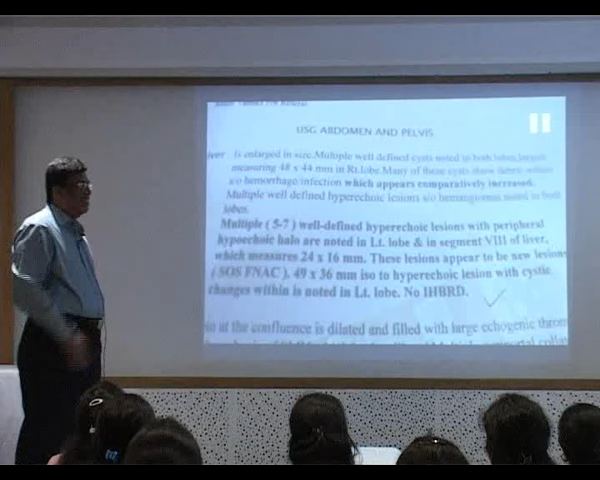 USG ABDOMEN AND PELVIS
iver Is enlarged in size. Multiple well defined cysts noted in both lobes, largest
measuring 48 x 44 mm in Rt.lobe. Many of these cysts show debris within
s/o hemorrhage/infection which appears comparatively increased.
Multiple well defined hyperechoic lesions s/o hemangiomas noted in both
lobes.
Multiple ( 5-7 ) well-defined hyperechoic lesions with peripheral
hypoechoic halo are noted in Lt. lobe & in segment VIII of liver,
which measures 24 x 16 mm. These lesions appear to be new lesions
( SOS FNAC ). 49 x 36 mm iso to hyperechoic lesion with cystic
changes within is noted in Lt. lobe. No IHBRD.
in at the confluence is dilated and filled with large echogenic throm